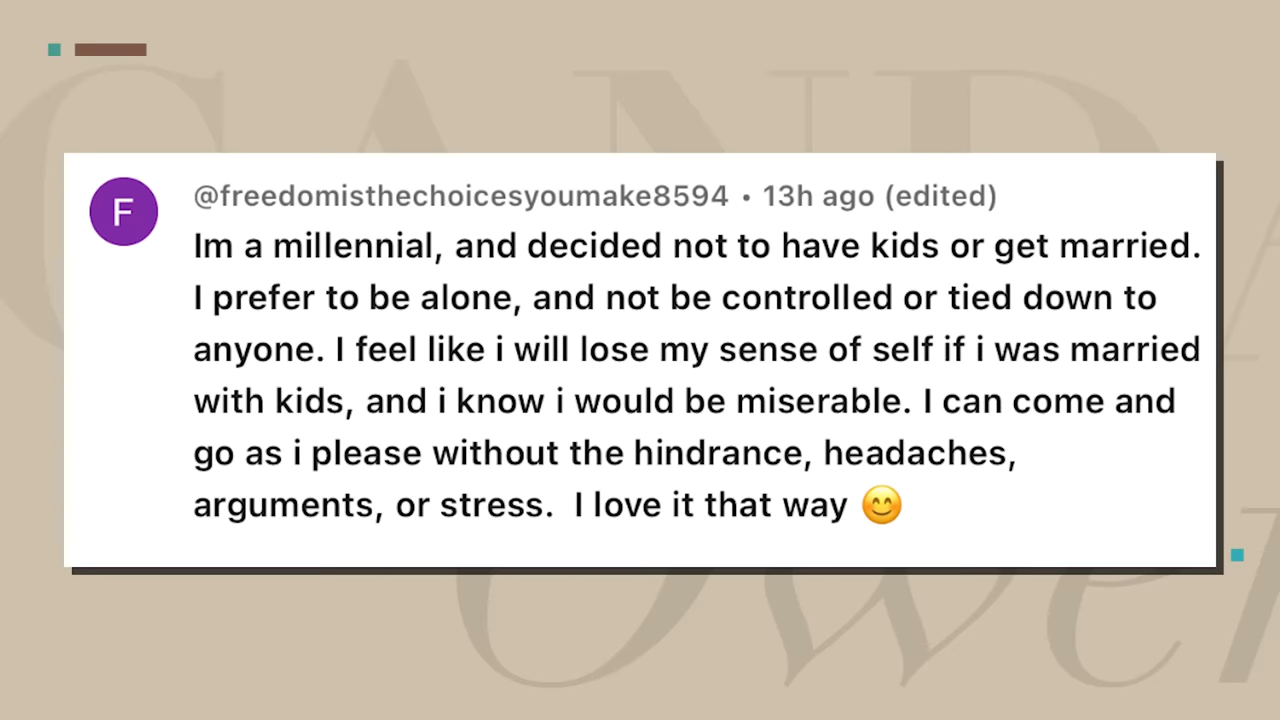 CAND
F
@freedomisthechoicesyoumake8594 • 13h ago (edited)
Im a millennial, and decided not to have kids or get married.
I prefer to be alone, and not be controlled or tied down to
anyone. I feel like i will lose my sense of self if i was married
with kids, and i know i would be miserable. I can come and
go as i please without the hindrance, headaches,
arguments, or stress.  I love it that way 😊
Ower